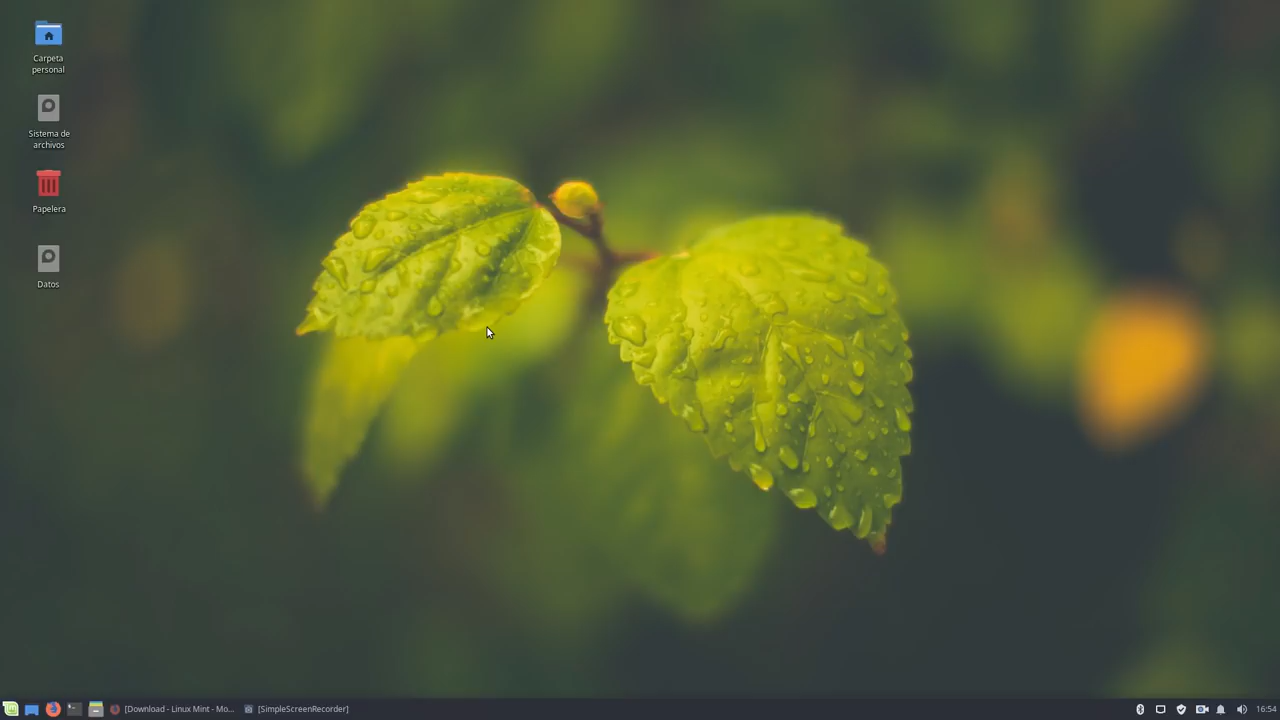 Carpeta
personal
Sistema de
archivos
Papelera
Datos
[Download - Linux Mint - Mo...
[SimpleScreenRecorder]
16:54